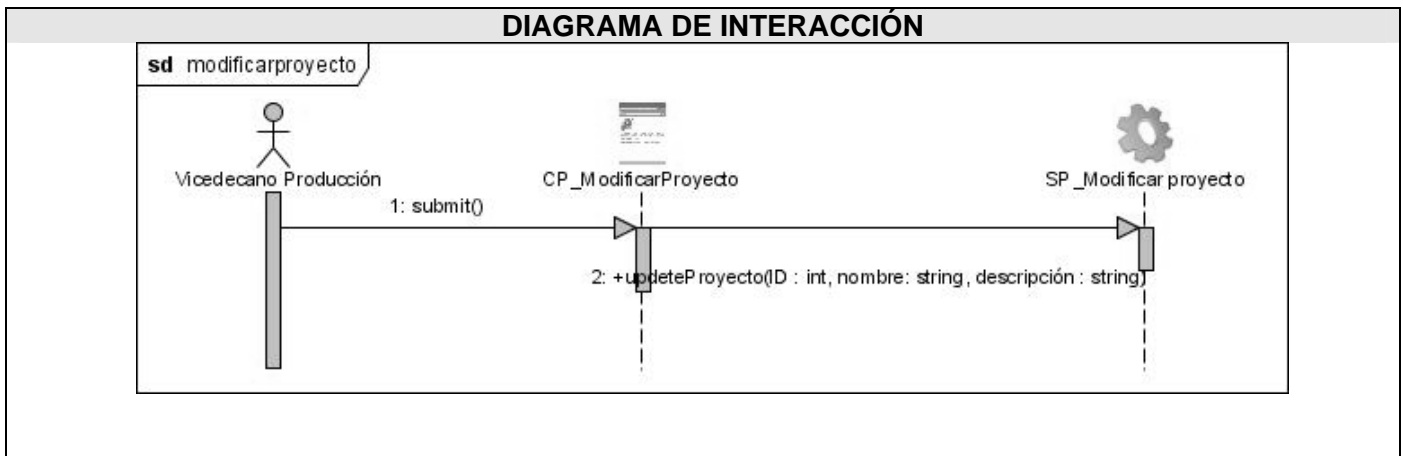 DIAGRAMA DE INTERACCIÓN
sd modificarproyecto
Vicedecano Producción
CP_ModificarProyecto
SP_Modificar proyecto
1: submit()
2: +updeteProyecto(ID : int, nombre: string, descripción : string)